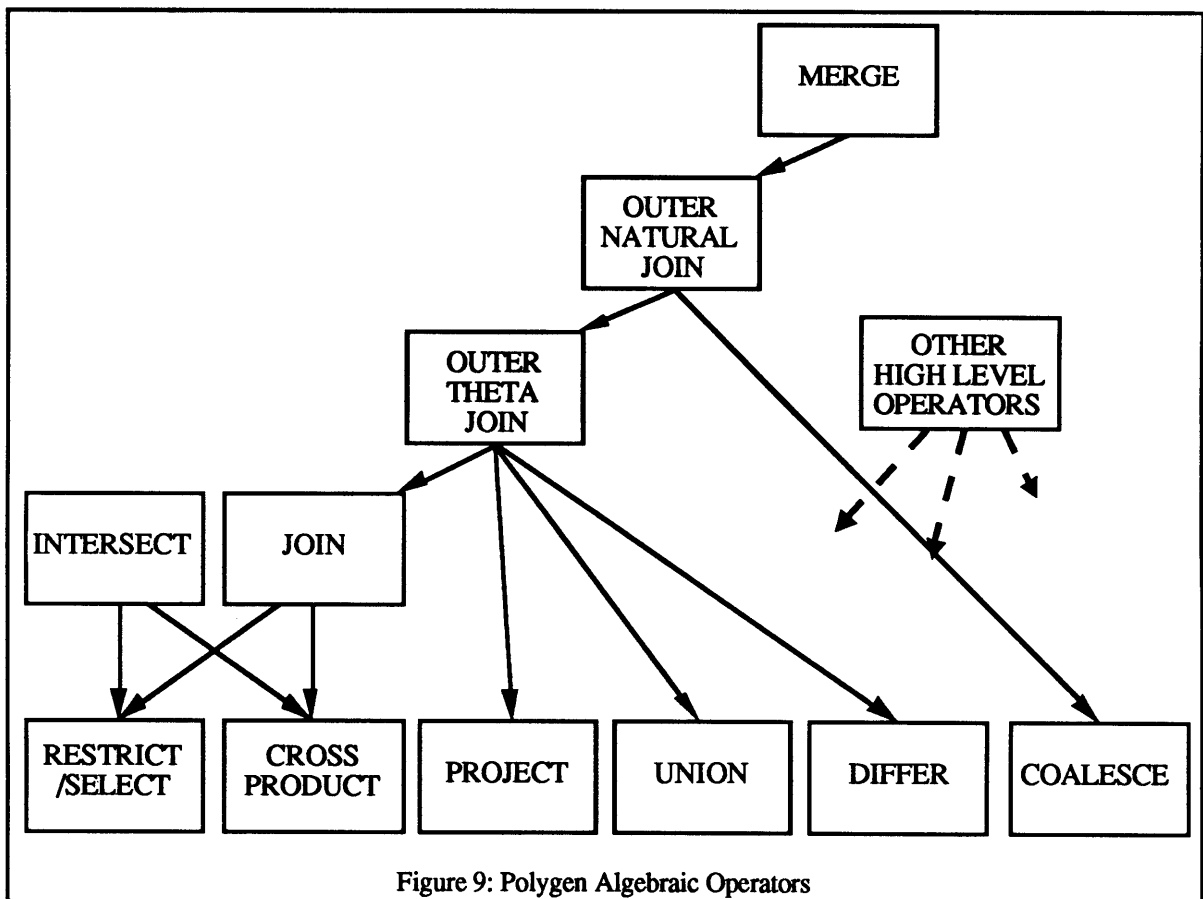 MERGE
OUTER
NATURAL
JOIN
OUTER
THETA
JOIN
OTHER
HIGH LEVEL
OPERATORS
INTERSECT
JOIN
RESTRICT
/SELECT
CROSS
PRODUCT
PROJECT
UNION
DIFFER
COALESCE
Figure 9: Polygen Algebraic Operators